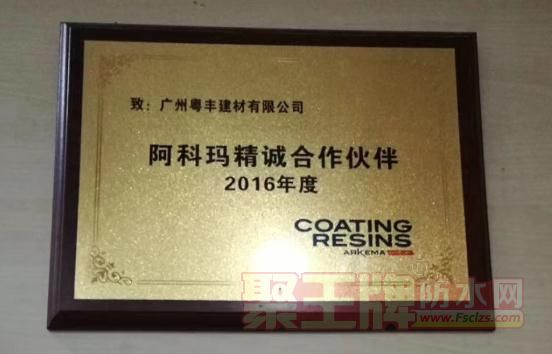 致：广州粤丰建材有限公司
阿科玛精诚合作伙伴
2016年度
COATING
RESINS
ARKEMA
聚王牌防水网
www.Fsclzs.com